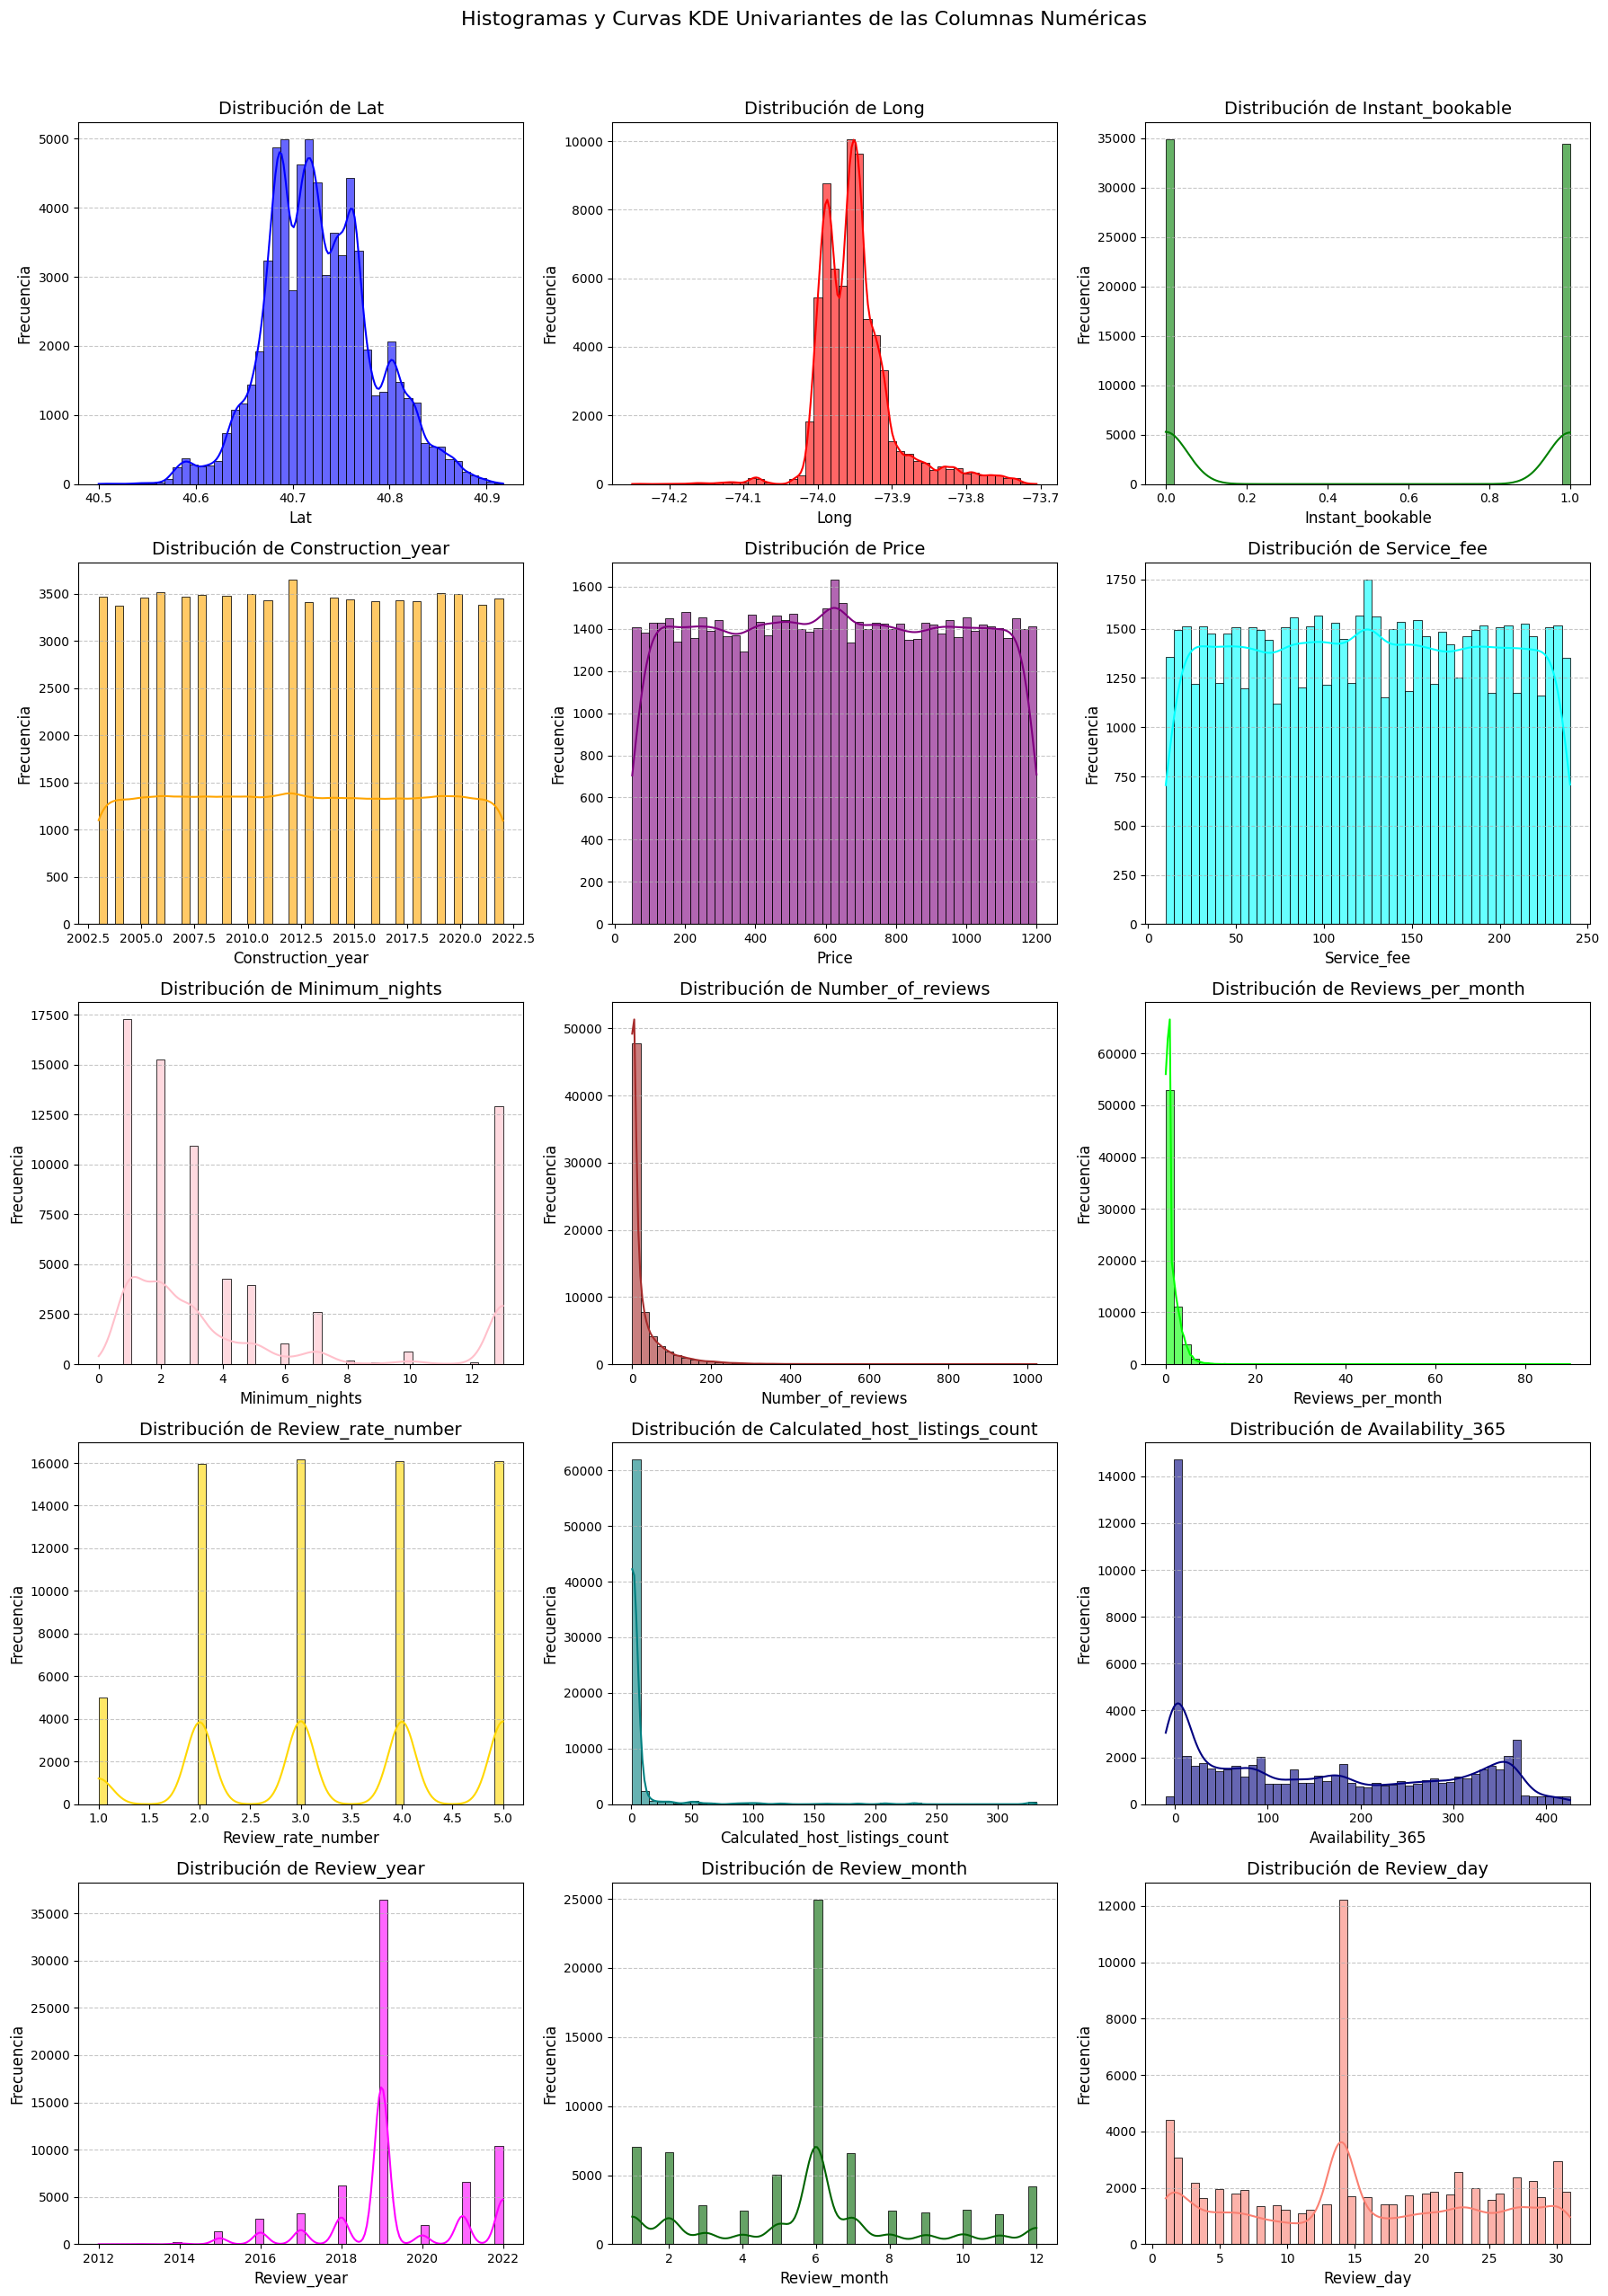 Histogramas y Curvas KDE Univariantes de las Columnas Numéricas
Distribución de Lat
5000
4000
3000
2000
1000
0
Frecuencia
40.5 40.6 40.7 40.8 40.9
Lat
Distribución de Long
10000
8000
6000
4000
2000
0
Frecuencia
−74.2 −74.1 −74.0 −73.9 −73.8 −73.7
Long
Distribución de Instant_bookable
35000
30000
25000
20000
15000
10000
5000
0
Frecuencia
0.0 0.2 0.4 0.6 0.8 1.0
Instant_bookable
Distribución de Construction_year
3500
3000
2500
2000
1500
1000
500
0
Frecuencia
2002.5 2005.0 2007.5 2010.0 2012.5 2015.0 2017.5 2020.0 2022.5
Construction_year
Distribución de Price
1600
1400
1200
1000
800
600
400
200
0
Frecuencia
0 200 400 600 800 1000 1200
Price
Distribución de Service_fee
1750
1500
1250
1000
750
500
250
0
Frecuencia
0 50 100 150 200 250
Service_fee
Distribución de Minimum_nights
17500
15000
12500
10000
7500
5000
2500
0
Frecuencia
0 2 4 6 8 10 12
Minimum_nights
Distribución de Number_of_reviews
50000
40000
30000
20000
10000
0
Frecuencia
0 200 400 600 800 1000
Number_of_reviews
Distribución de Reviews_per_month
60000
50000
40000
30000
20000
10000
0
Frecuencia
0 20 40 60 80
Reviews_per_month
Distribución de Review_rate_number
16000
14000
12000
10000
8000
6000
4000
2000
0
Frecuencia
1.0 1.5 2.0 2.5 3.0 3.5 4.0 4.5 5.0
Review_rate_number
Distribución de Calculated_host_listings_count
60000
50000
40000
30000
20000
10000
0
Frecuencia
0 50 100 150 200 250 300
Calculated_host_listings_count
Distribución de Availability_365
14000
12000
10000
8000
6000
4000
2000
0
Frecuencia
0 100 200 300 400
Availability_365
Distribución de Review_year
35000
30000
25000
20000
15000
10000
5000
0
Frecuencia
2012 2014 2016 2018 2020 2022
Review_year
Distribución de Review_month
25000
20000
15000
10000
5000
0
Frecuencia
2 4 6 8 10 12
Review_month
Distribución de Review_day
12000
10000
8000
6000
4000
2000
0
Frecuencia
0 5 10 15 20 25 30
Review_day